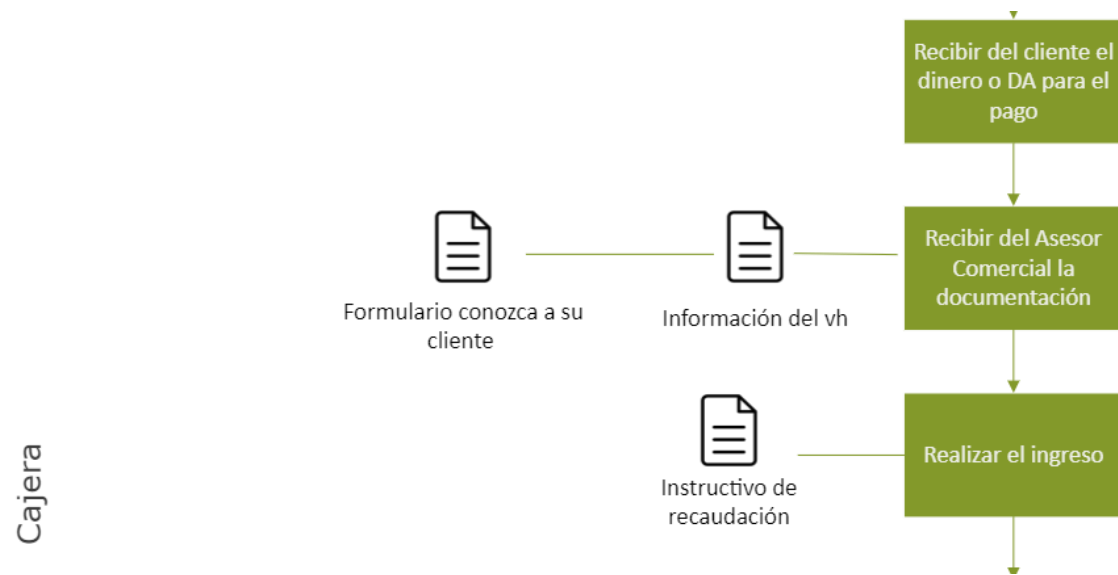 Recibir del cliente el
dinero o DA para el
pago
Recibir del Asesor
Comercial la
documentación
Formulario conozca a su
cliente
Información del vh
Realizar el ingreso
Instructivo de
recaudación
Cajera